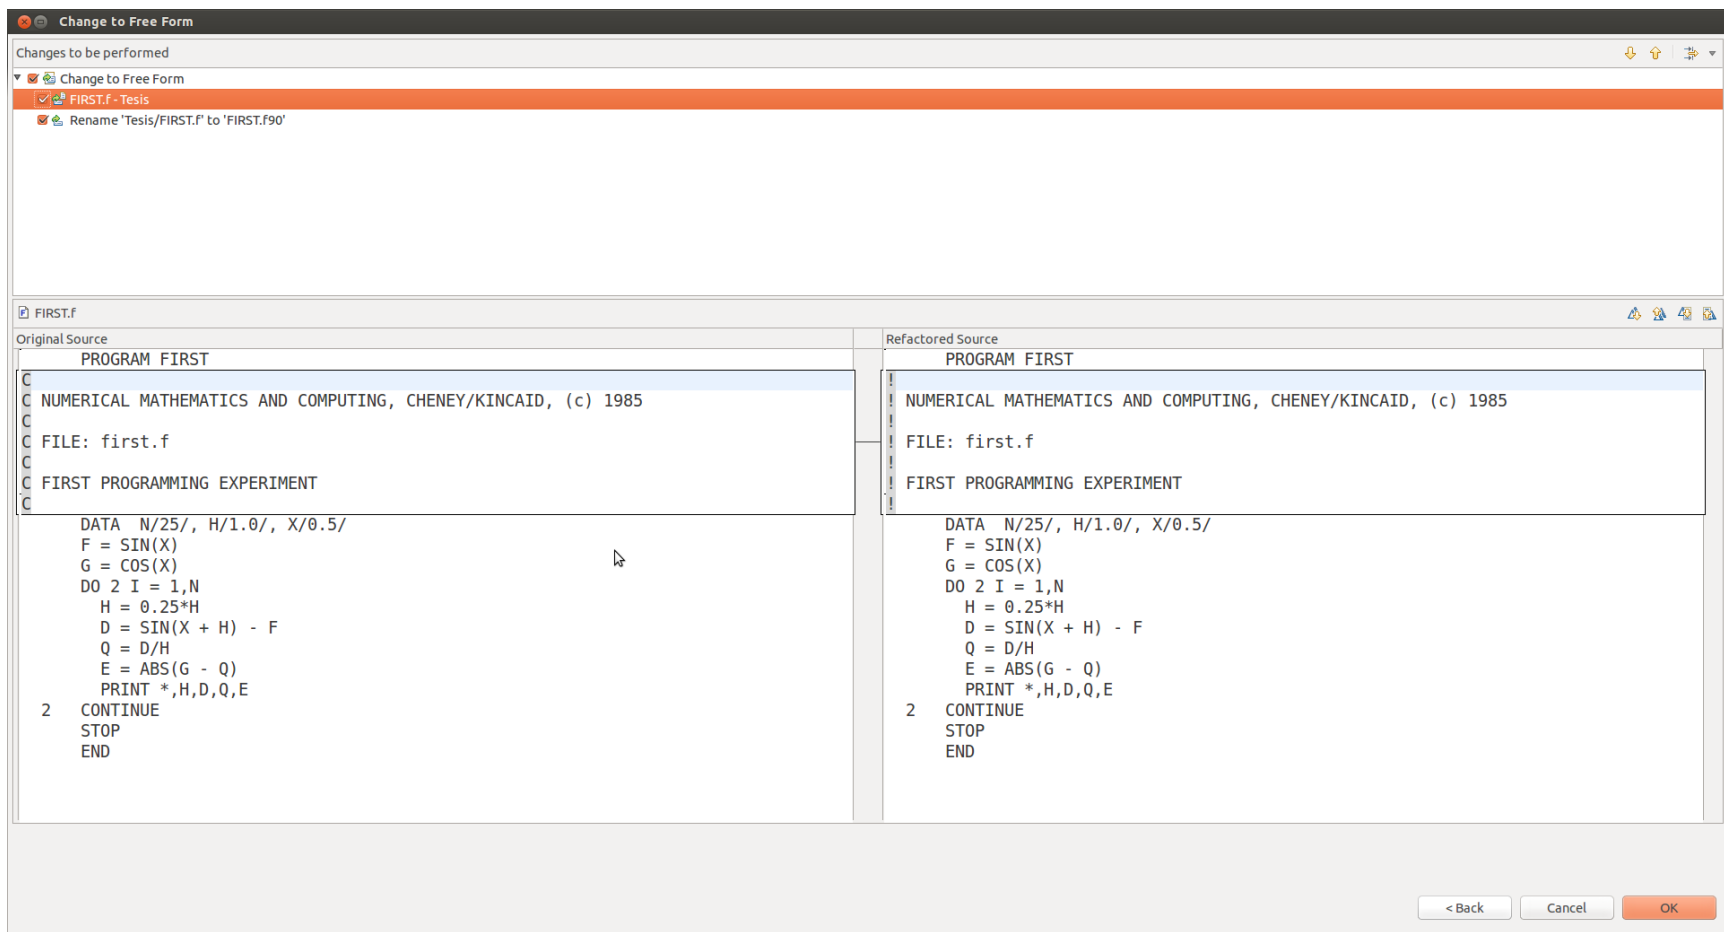 Change to Free Form
Changes to be performed
Change to Free Form
FIRST.f - Tesis
Rename 'Tesis/FIRST.f' to 'FIRST.f90'
FIRST.f
Original Source
PROGRAM FIRST
C
C NUMERICAL MATHEMATICS AND COMPUTING, CHENEY/KINCAID, (c) 1985
C
C FILE: first.f
C
C FIRST PROGRAMMING EXPERIMENT
C
DATA  N/25/, H/1.0/, X/0.5/
F = SIN(X)
G = COS(X)
DO 2 I = 1,N
H = 0.25*H
D = SIN(X + H) - F
Q = D/H
E = ABS(G - Q)
PRINT *,H,D,Q,E
2   CONTINUE
STOP
END
Refactored Source
PROGRAM FIRST
!
! NUMERICAL MATHEMATICS AND COMPUTING, CHENEY/KINCAID, (c) 1985
!
! FILE: first.f
!
! FIRST PROGRAMMING EXPERIMENT
!
DATA  N/25/, H/1.0/, X/0.5/
F = SIN(X)
G = COS(X)
DO 2 I = 1,N
H = 0.25*H
D = SIN(X + H) - F
Q = D/H
E = ABS(G - Q)
PRINT *,H,D,Q,E
2   CONTINUE
STOP
END
< Back
Cancel
OK